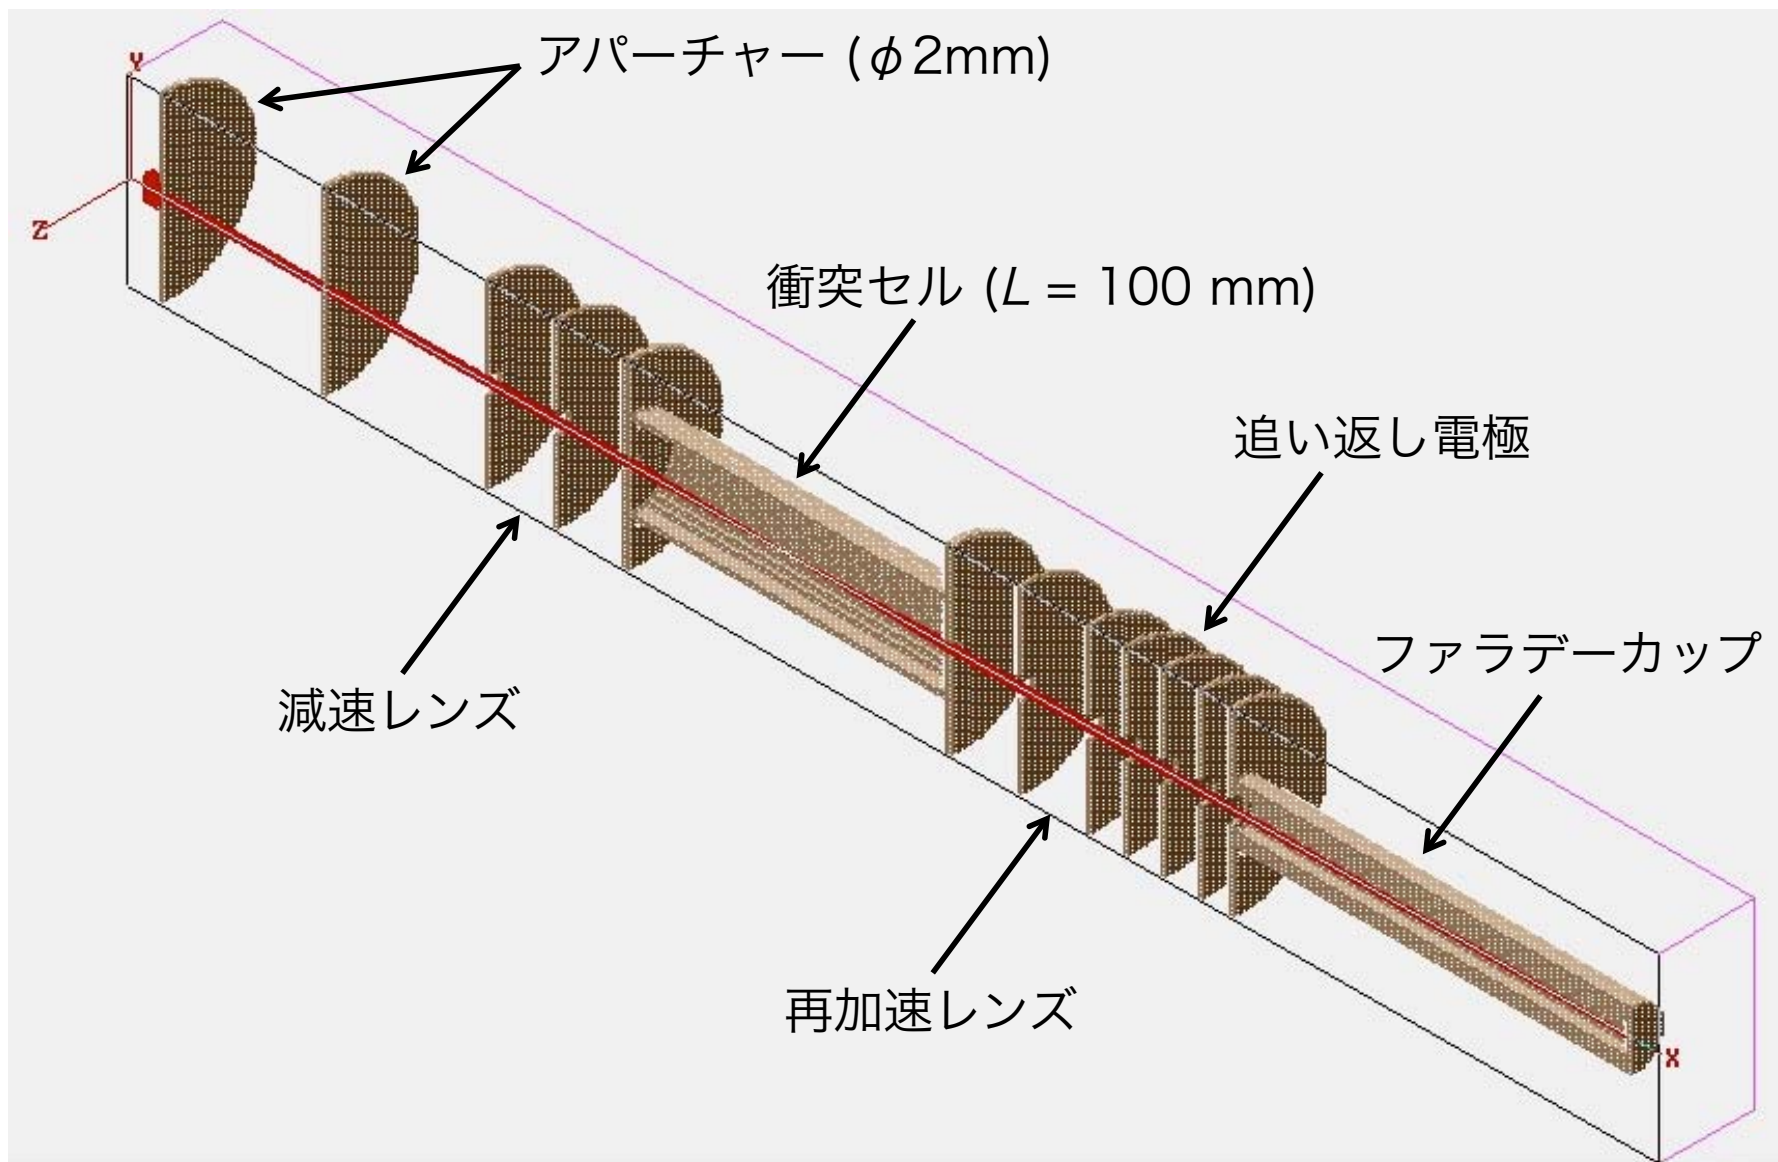 アパーチャー (φ2mm)
Y
Z
衝突セル (L = 100 mm)
追い返し電極
ファラデーカップ
減速レンズ
再加速レンズ
X